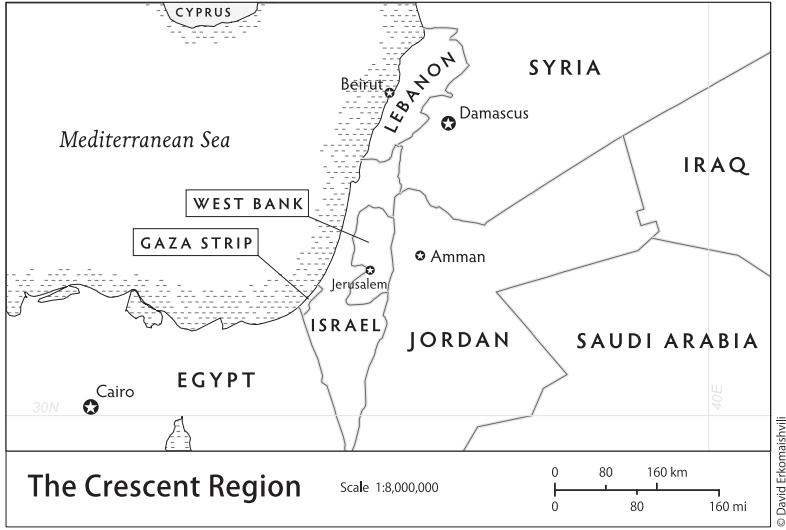 CYPRUS
SYRIA
LEBANON
Beirut
Damascus
Mediterranean Sea
IRAQ
WEST BANK
GAZA STRIP
Amman
Jerusalem
ISRAEL
JORDAN
SAUDI ARABIA
EGYPT
Cairo
30N
40E
The Crescent Region
Scale 1:8,000,000
0 80 160 km
0 80 160 mi
© David Erkomaishvili